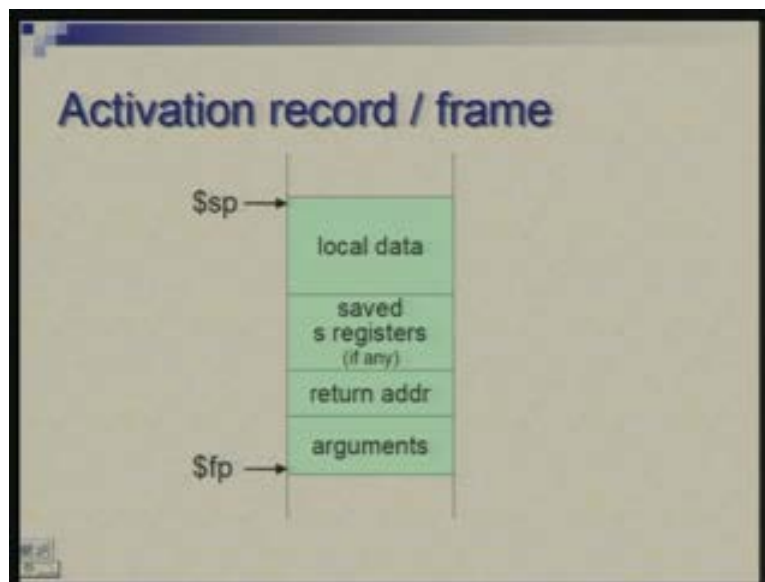 Activation record / frame
$sp
local data
saved
s registers
(if any)
return addr
arguments
$fp